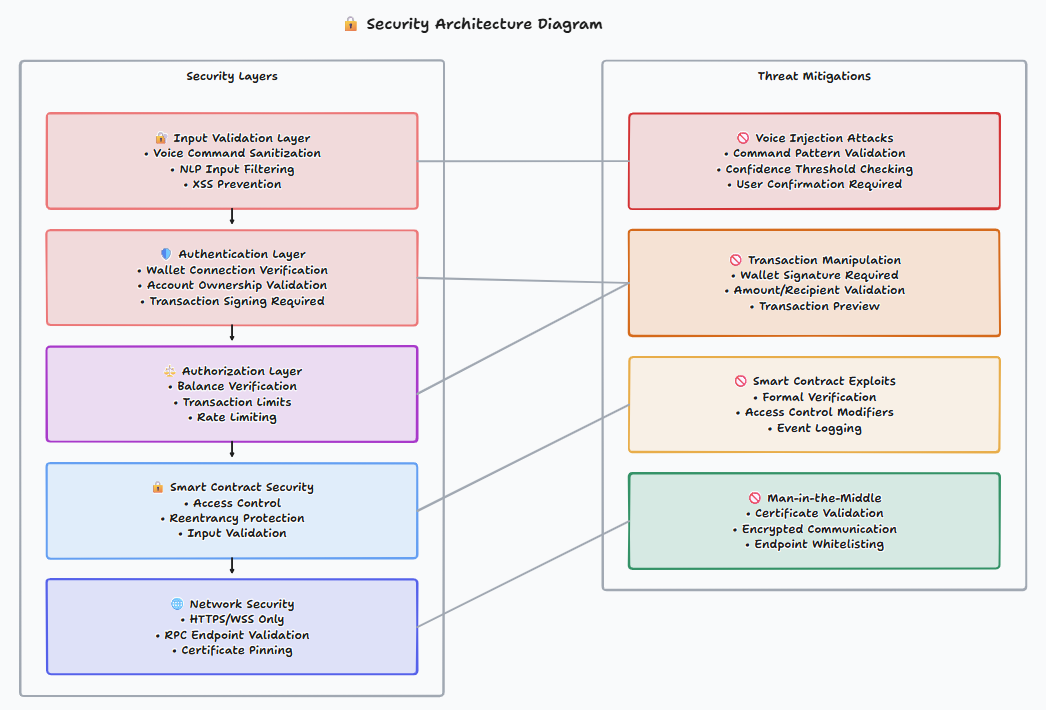 🔒 Security Architecture Diagram
Security Layers
🔐 Input Validation Layer
• Voice Command Sanitization
• NLP Input Filtering
• XSS Prevention
🛡️ Authentication Layer
• Wallet Connection Verification
• Account Ownership Validation
• Transaction Signing Required
⚖️ Authorization Layer
• Balance Verification
• Transaction Limits
• Rate Limiting
🔒 Smart Contract Security
• Access Control
• Reentrancy Protection
• Input Validation
🌐 Network Security
• HTTPS/WSS Only
• RPC Endpoint Validation
• Certificate Pinning
Threat Mitigations
🚫 Voice Injection Attacks
• Command Pattern Validation
• Confidence Threshold Checking
• User Confirmation Required
🚫 Transaction Manipulation
• Wallet Signature Required
• Amount/Recipient Validation
• Transaction Preview
🚫 Smart Contract Exploits
• Formal Verification
• Access Control Modifiers
• Event Logging
🚫 Man-in-the-Middle
• Certificate Validation
• Encrypted Communication
• Endpoint Whitelisting